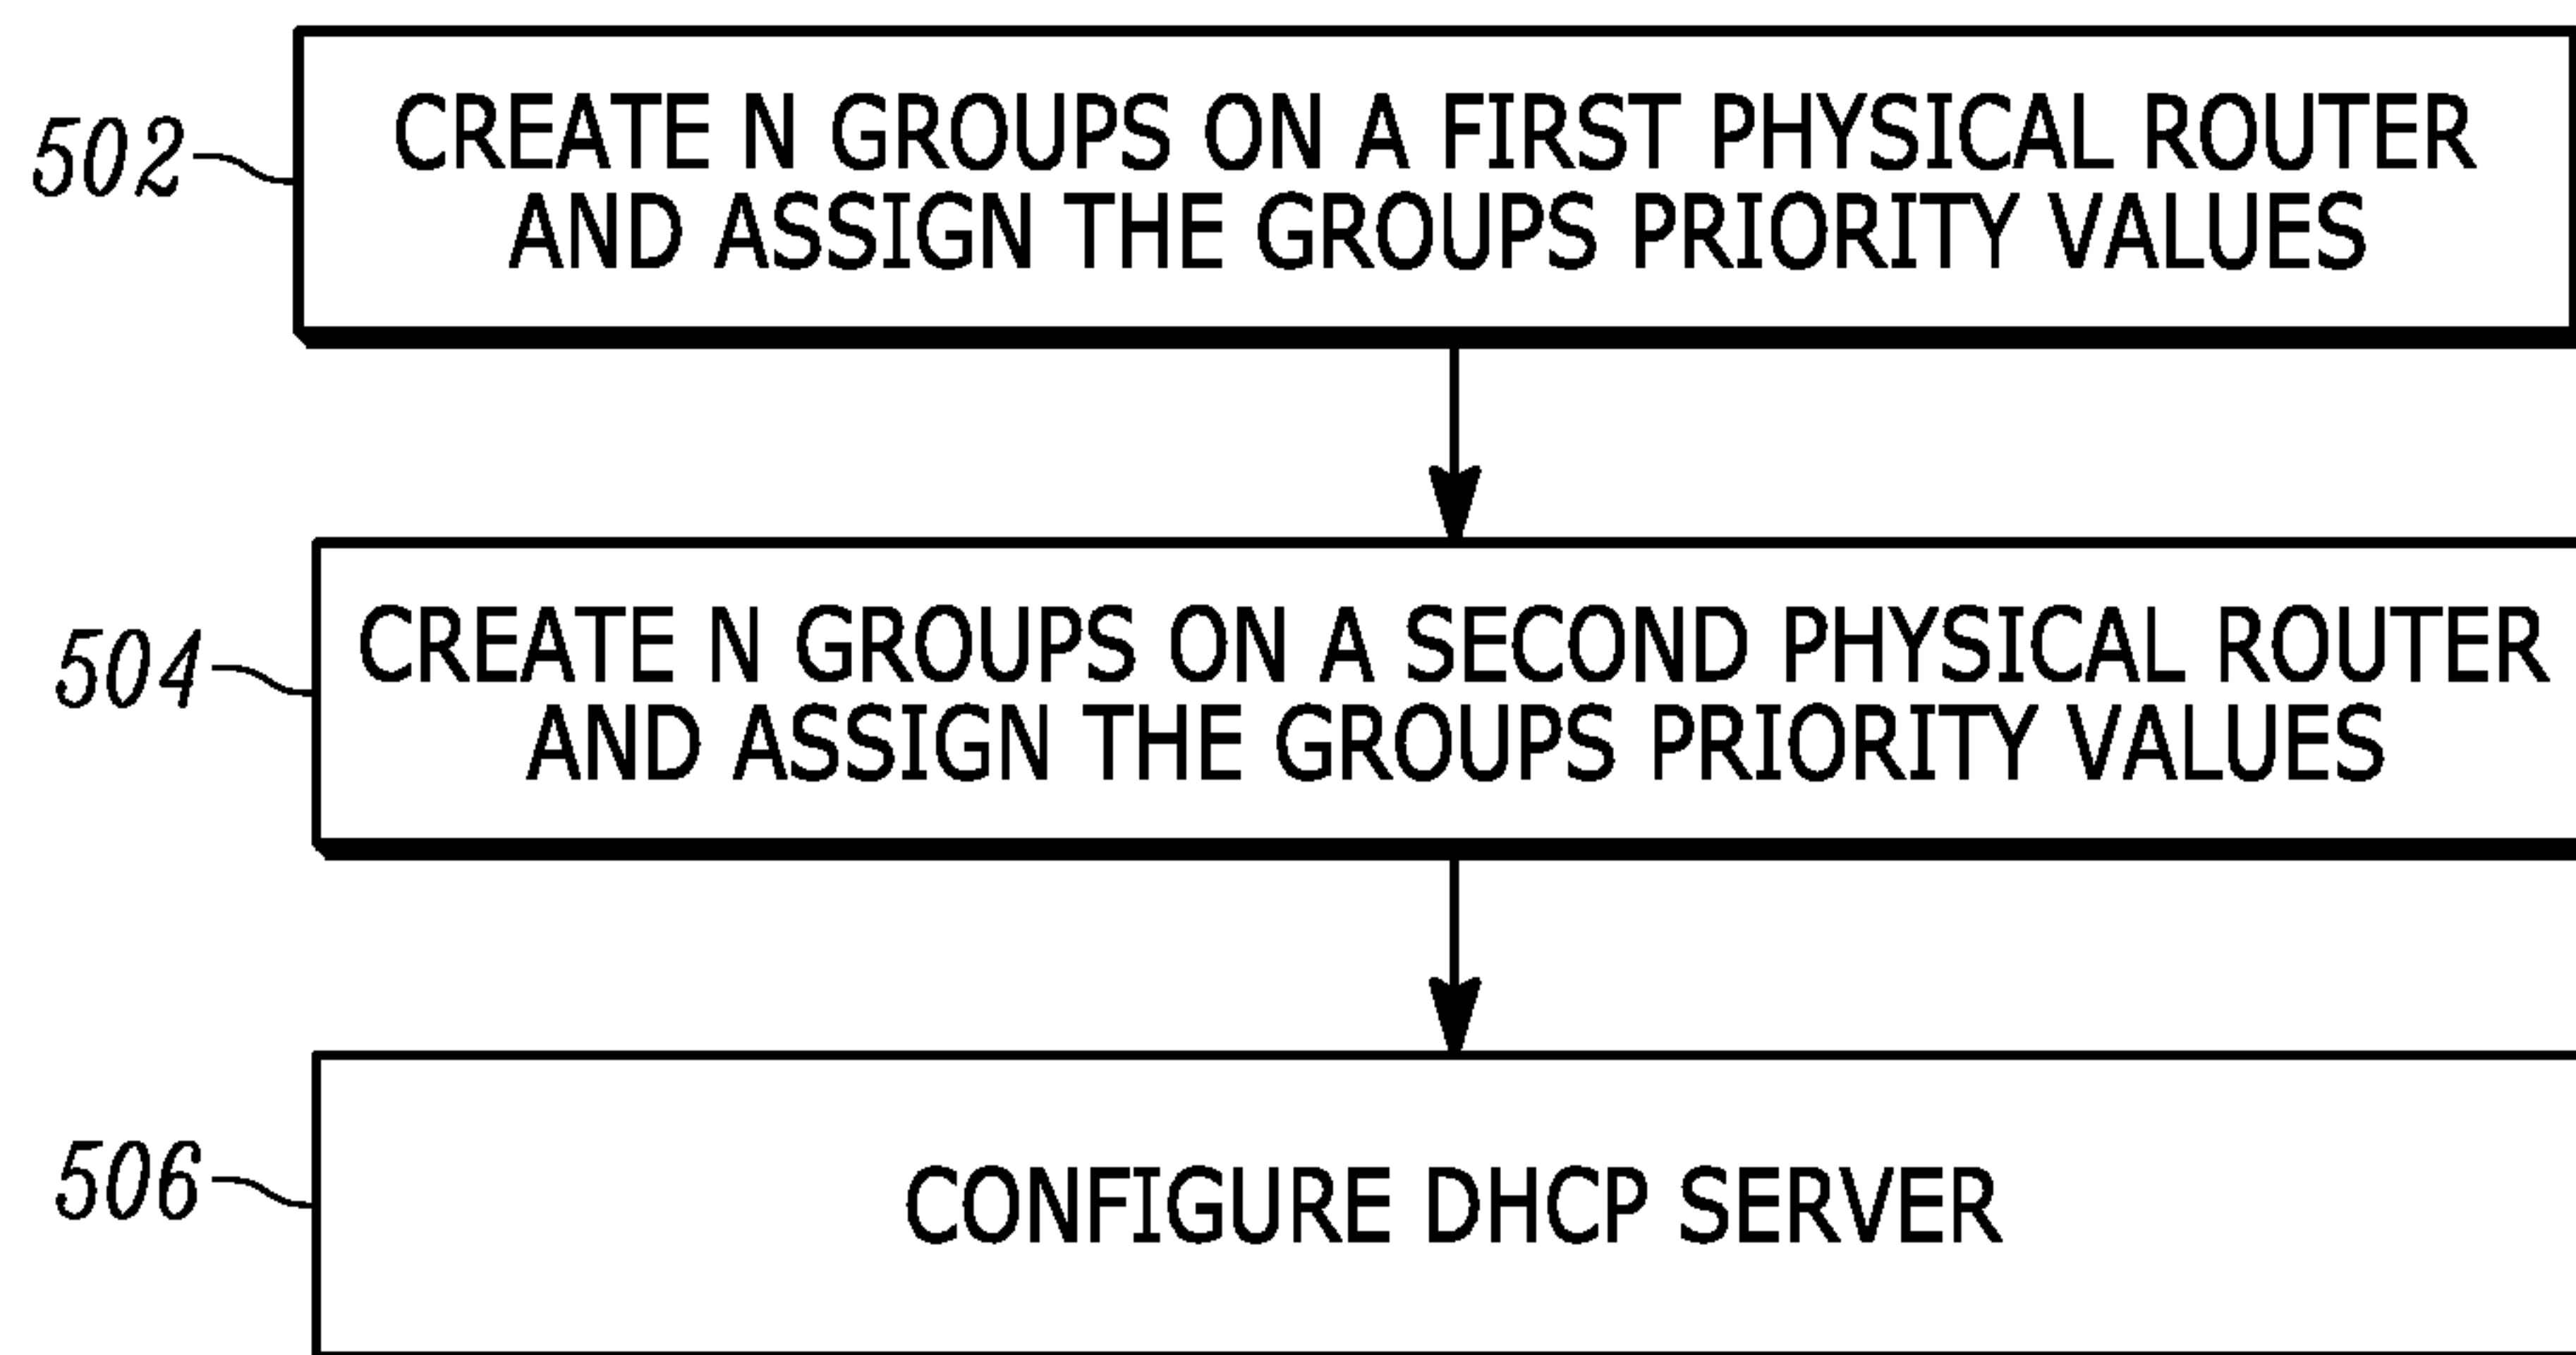 502
CREATE N GROUPS ON A FIRST PHYSICAL ROUTER
AND ASSIGN THE GROUPS PRIORITY VALUES
504
CREATE N GROUPS ON A SECOND PHYSICAL ROUTER
AND ASSIGN THE GROUPS PRIORITY VALUES
506
CONFIGURE DHCP SERVER